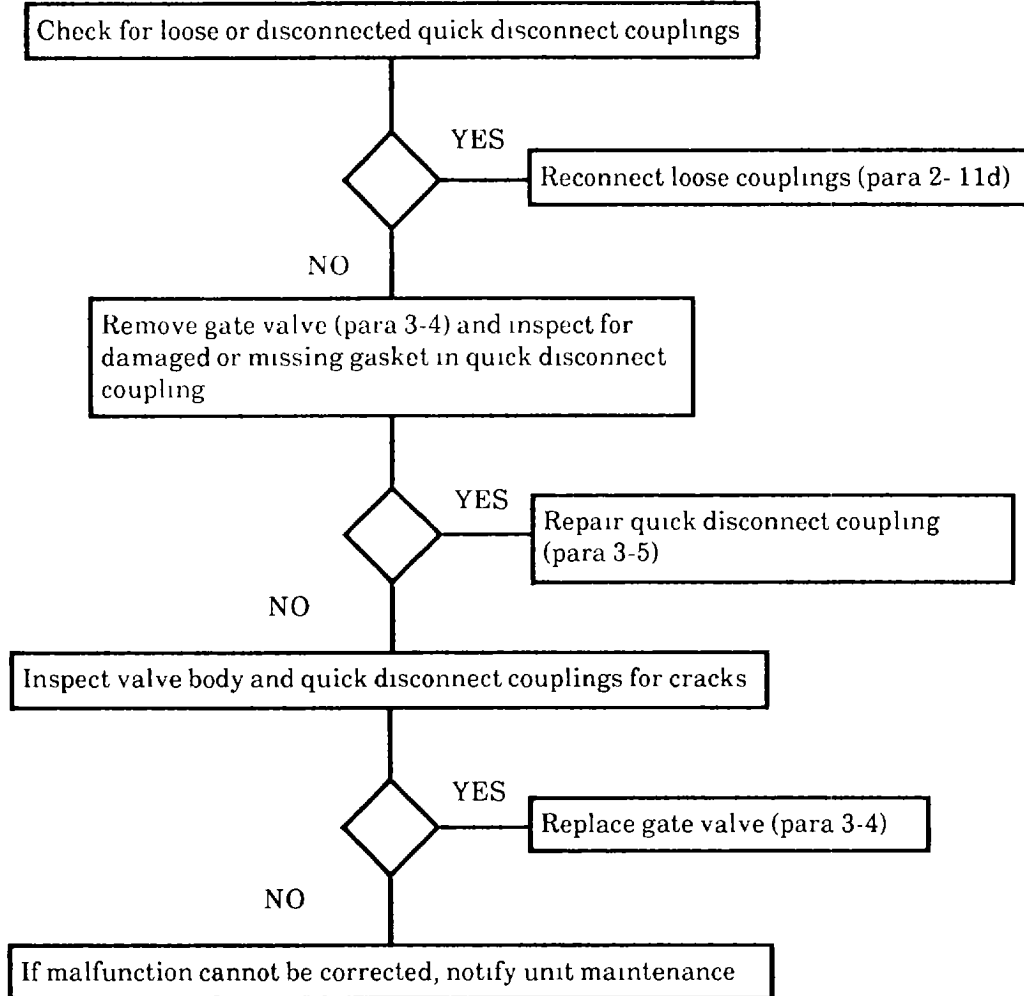 Check for loose or disconnected quick disconnect couplings
YES
Reconnect loose couplings (para 2- 11d)
NO
Remove gate valve (para 3-4) and inspect for
damaged or missing gasket in quick disconnect
coupling
YES
Repair quick disconnect coupling
(para 3-5)
NO
Inspect valve body and quick disconnect couplings for cracks
YES
Replace gate valve (para 3-4)
NO
If malfunction cannot be corrected, notify unit maintenance